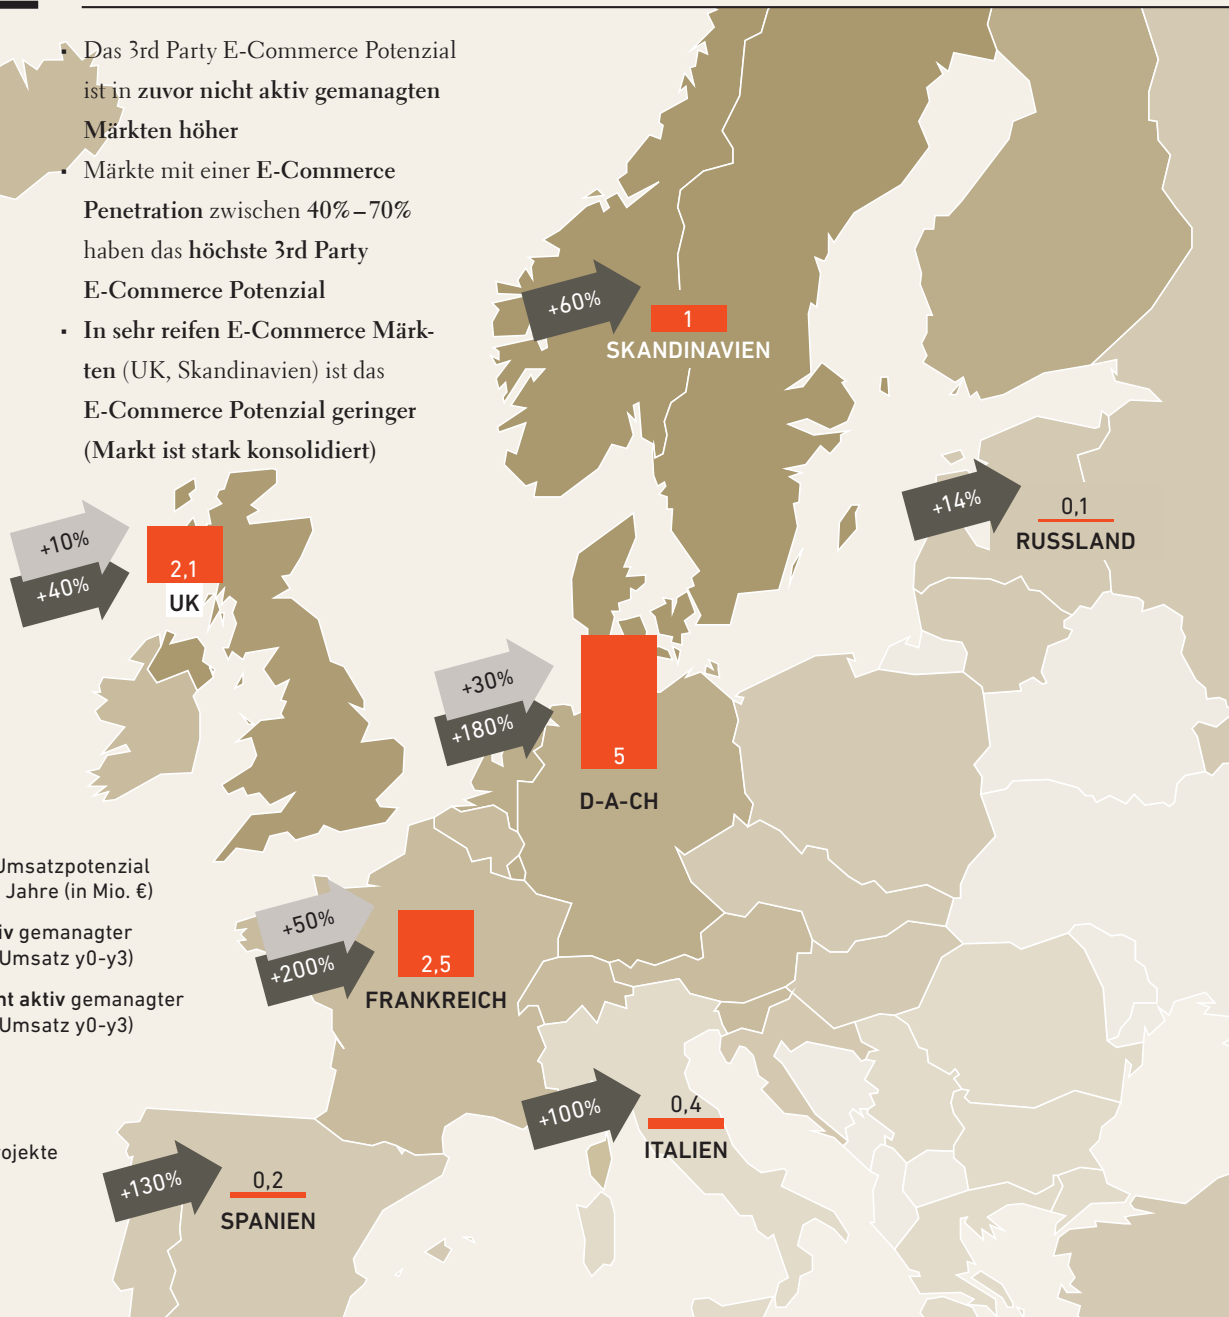 ▪ Das 3rd Party E-Commerce Potenzial
ist in zuvor nicht aktiv gemanagten
Märkten höher
▪ Märkte mit einer E-Commerce
Penetration zwischen 40%–70%
haben das höchste 3rd Party
E-Commerce Potenzial
▪ In sehr reifen E-Commerce Märk-
ten (UK, Skandinavien) ist das
E-Commerce Potenzial geringer
(Markt ist stark konsolidiert)
+60%
1
SKANDINAVIEN
+14%
0,1
RUSSLAND
+10%
+40%
2,1
UK
+30%
+180%
5
D-A-CH
Umsatzpotenzial
Jahre (in Mio. €)
iv gemanagter
Umsatz y0-y3)
nt aktiv gemanagter
Umsatz y0-y3)
ojekte
+50%
+200%
2,5
FRANKREICH
+100%
0,4
ITALIEN
+130%
0,2
SPANIEN